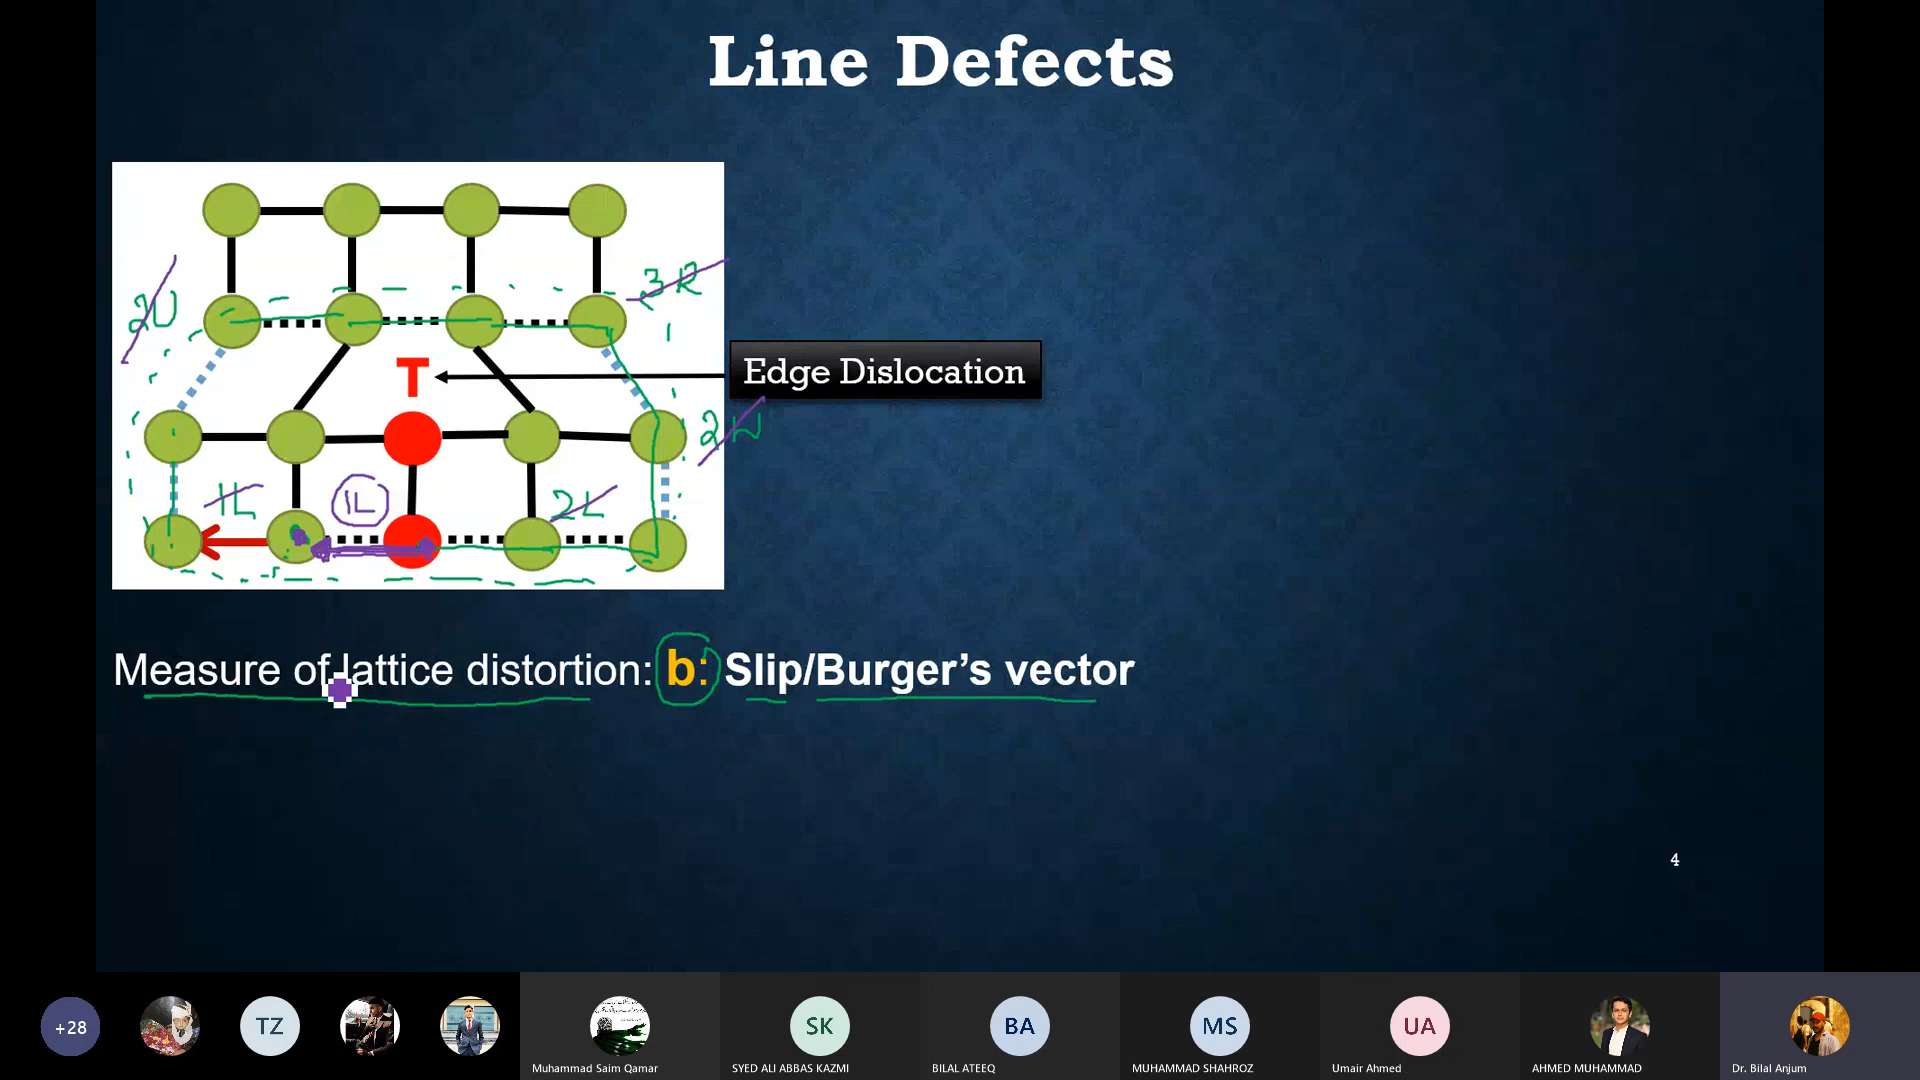 Line Defects
2U
3R
T
Edge Dislocation
2W
1L
1L
2L
Measure of lattice distortion: b: Slip/Burger’s vector
4
+28
TZ
SK
BA
MS
UA
Muhammad Saim Qamar
SYED ALI ABBAS KAZMI
BILAL ATEEQ
MUHAMMAD SHAHROZ
Umair Ahmed
AHMED MUHAMMAD
Dr. Bilal Anjum